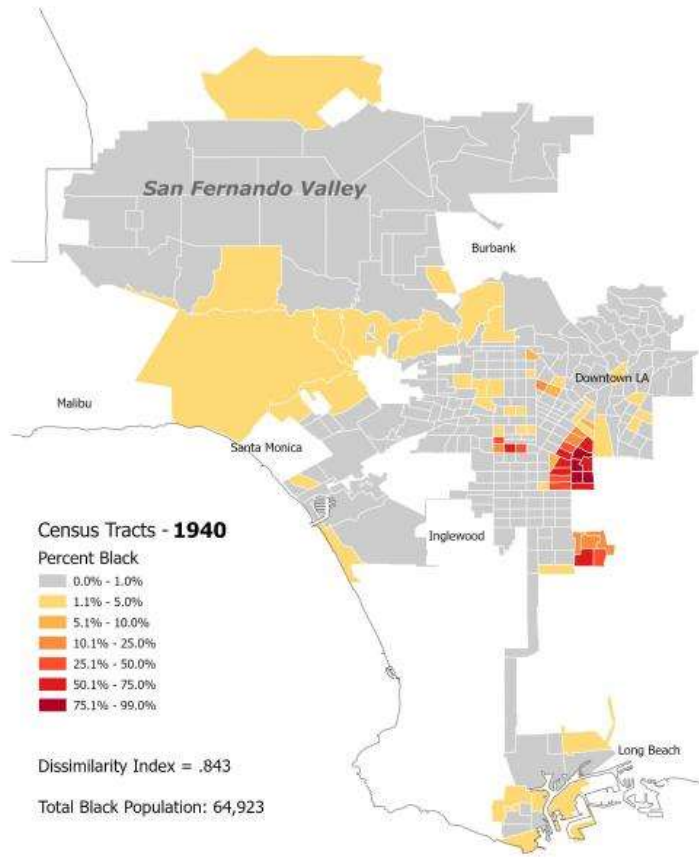 San Fernando Valley
Burbank
Downtown LA
Malibu
Santa Monica
Inglewood
Census Tracts - 1940
Percent Black
0.0% - 1.0%
1.1% - 5.0%
5.1% - 10.0%
10.1% - 25.0%
25.1% - 50.0%
50.1% - 75.0%
75.1% - 99.0%
Long Beach
Dissimilarity Index = .843
Total Black Population: 64,923